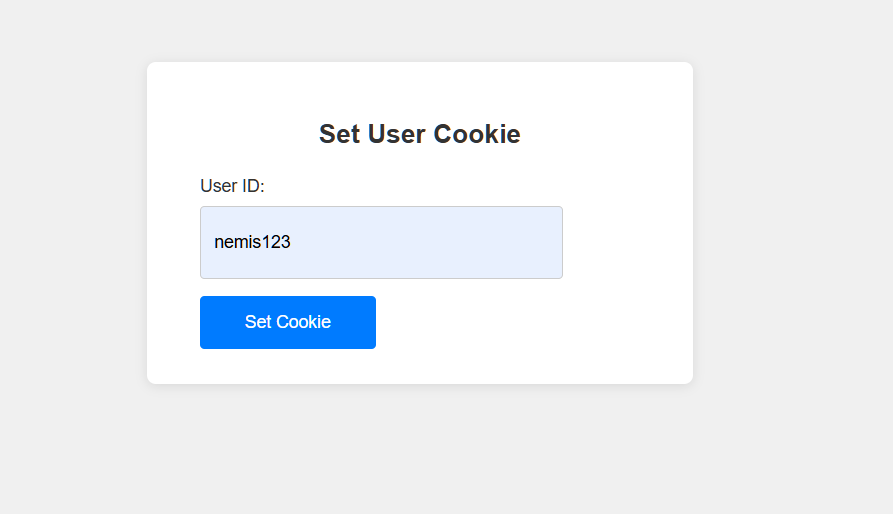 Set User Cookie
User ID:
nemis123
Set Cookie